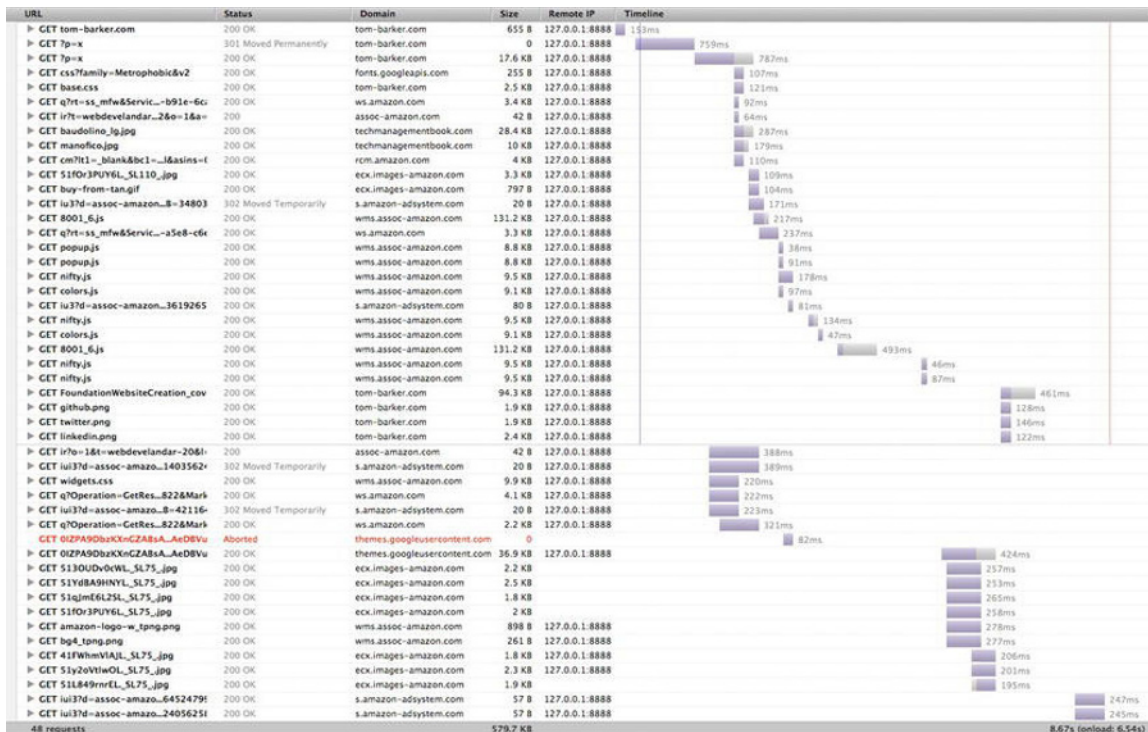 URL Status Domain Size Remote IP Timeline
GET tom-barker.com 200 OK tom-barker.com 655 B 127.0.0.1:8888 153ms
GET ?p=x 301 Moved Permanently tom-barker.com 0 127.0.0.1:8888 759ms
GET ?p=x 200 OK tom-barker.com 17.6 KB 127.0.0.1:8888 787ms
GET css?family=Metrophobic&v2 200 OK fonts.googleapis.com 255 B 127.0.0.1:8888 107ms
GET base.css 200 OK tom-barker.com 2.5 KB 127.0.0.1:8888 121ms
GET q?rt=ss_mfw&Servic...-b91e-6c 200 OK ws.amazon.com 3.4 KB 127.0.0.1:8888 92ms
GET ir?t=webdevelandar...2&o=1&a= 200 assoc-amazon.com 42 B 127.0.0.1:8888 64ms
GET baudolino_lg.jpg 200 OK techmanagementbook.com 28.4 KB 127.0.0.1:8888 287ms
GET manofico.jpg 200 OK techmanagementbook.com 10 KB 127.0.0.1:8888 179ms
GET cm?lt1=_blank&bc1=...l&asins= 200 OK rcm.amazon.com 4 KB 127.0.0.1:8888 110ms
GET 51fOr3PUY6L._SL110_.jpg 200 OK ecx.images-amazon.com 3.3 KB 127.0.0.1:8888 109ms
GET buy-from-tan.gif 200 OK ecx.images-amazon.com 797 B 127.0.0.1:8888 104ms
GET iu3?d=assoc-amazon...8=34803 302 Moved Temporarily s.amazon-adsystem.com 20 B 127.0.0.1:8888 171ms
GET 8001_6.js 200 OK wms.assoc-amazon.com 131.2 KB 127.0.0.1:8888 217ms
GET q?rt=ss_mfw&Servic...-a5e8-c6 200 OK ws.amazon.com 3.3 KB 127.0.0.1:8888 237ms
GET popup.js 200 OK wms.assoc-amazon.com 8.8 KB 127.0.0.1:8888 38ms
GET popup.js 200 OK wms.assoc-amazon.com 8.8 KB 127.0.0.1:8888 91ms
GET nifty.js 200 OK wms.assoc-amazon.com 9.5 KB 127.0.0.1:8888 178ms
GET colors.js 200 OK wms.assoc-amazon.com 9.1 KB 127.0.0.1:8888 97ms
GET iu3?d=assoc-amazon...3619265 200 OK s.amazon-adsystem.com 80 B 127.0.0.1:8888 81ms
GET nifty.js 200 OK wms.assoc-amazon.com 9.5 KB 127.0.0.1:8888 134ms
GET colors.js 200 OK wms.assoc-amazon.com 9.1 KB 127.0.0.1:8888 47ms
GET 8001_6.js 200 OK wms.assoc-amazon.com 131.2 KB 127.0.0.1:8888 493ms
GET nifty.js 200 OK wms.assoc-amazon.com 9.5 KB 127.0.0.1:8888 46ms
GET nifty.js 200 OK wms.assoc-amazon.com 9.5 KB 127.0.0.1:8888 87ms
GET FoundationWebsiteCreation_cov 200 OK tom-barker.com 94.3 KB 127.0.0.1:8888 461ms
GET github.png 200 OK tom-barker.com 1.9 KB 127.0.0.1:8888 128ms
GET twitter.png 200 OK tom-barker.com 1.9 KB 127.0.0.1:8888 146ms
GET linkedin.png 200 OK tom-barker.com 2.4 KB 127.0.0.1:8888 122ms
GET ir?o=1&t=webdevelandar-20&l 200 assoc-amazon.com 42 B 127.0.0.1:8888 388ms
GET iui3?d=assoc-amazo...1403562 302 Moved Temporarily s.amazon-adsystem.com 20 B 127.0.0.1:8888 389ms
GET widgets.css 200 OK wms.assoc-amazon.com 9.9 KB 127.0.0.1:8888 220ms
GET q?Operation=GetRes...822&Mark 200 OK ws.amazon.com 4.1 KB 127.0.0.1:8888 222ms
GET iui3?d=assoc-amazo...8=42116 302 Moved Temporarily s.amazon-adsystem.com 20 B 127.0.0.1:8888 223ms
GET q?Operation=GetRes...822&Mark 200 OK ws.amazon.com 2.2 KB 127.0.0.1:8888 321ms
GET 0IZPA9DbzKXnGZA8sA...AeD8Vu Aborted themes.googleusercontent.com 0 82ms
GET 0IZPA9DbzKXnGZA8sA...AeD8Vu 200 OK themes.googleusercontent.com 36.9 KB 127.0.0.1:8888 424ms
GET 513OUDv0cWL._SL75_.jpg 200 OK ecx.images-amazon.com 2.2 KB 257ms
GET 51YdBA9HNYL._SL75_.jpg 200 OK ecx.images-amazon.com 2.5 KB 253ms
GET 51qJmE6L2SL._SL75_.jpg 200 OK ecx.images-amazon.com 1.8 KB 265ms
GET 51fOr3PUY6L._SL75_.jpg 200 OK ecx.images-amazon.com 2 KB 258ms
GET amazon-logo-w_tpng.png 200 OK wms.assoc-amazon.com 898 B 127.0.0.1:8888 278ms
GET bg4_tpng.png 200 OK wms.assoc-amazon.com 261 B 127.0.0.1:8888 277ms
GET 41FWhmVlAJL._SL75_.jpg 200 OK ecx.images-amazon.com 1.8 KB 127.0.0.1:8888 206ms
GET 51y2oVtlwOL._SL75_.jpg 200 OK ecx.images-amazon.com 2.3 KB 127.0.0.1:8888 201ms
GET 51L849rnrEL._SL75_.jpg 200 OK ecx.images-amazon.com 1.9 KB 195ms
GET iui3?d=assoc-amazo...6452479 200 OK s.amazon-adsystem.com 57 B 127.0.0.1:8888 247ms
GET iui3?d=assoc-amazo...2405625 200 OK s.amazon-adsystem.com 57 B 127.0.0.1:8888 245ms
48 requests 579.7 KB 8.67s (onload: 6.54s)